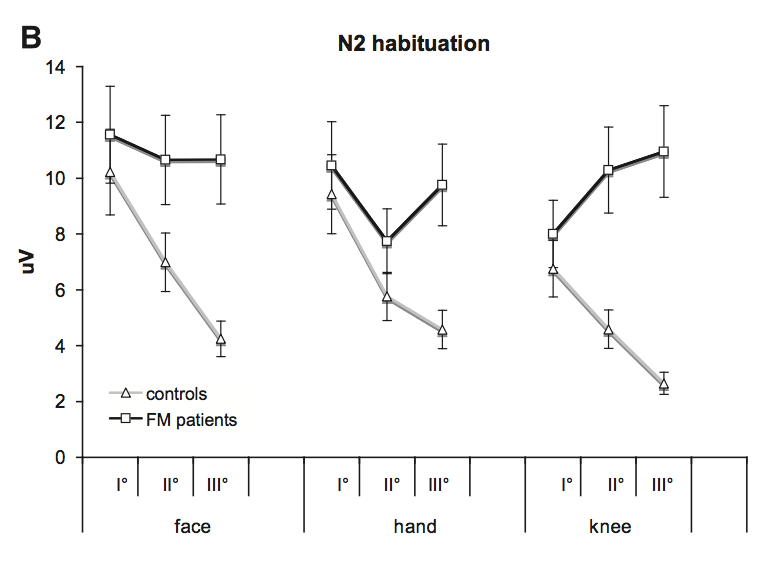 B
N2 habituation
14
12
10
8
6
4
2
0
uV
controls
FM patients
I° II° III° I° II° III° I° II° III°
face hand knee